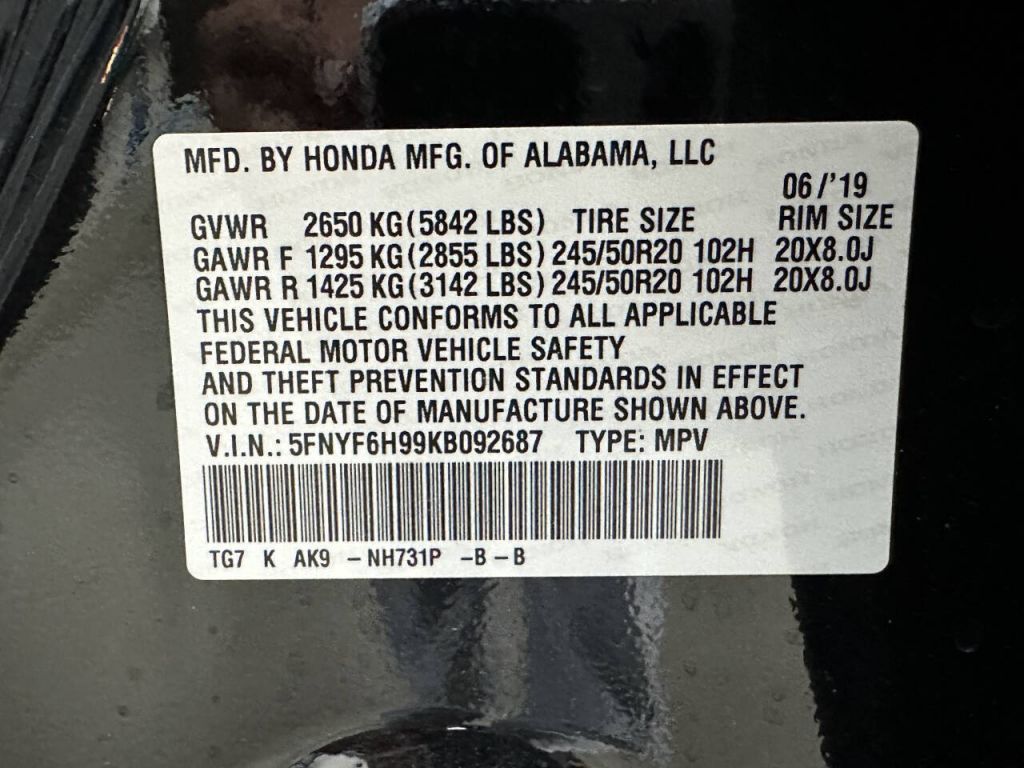 MFD. BY HONDA MFG. OF ALABAMA, LLC
06/'19
GVWR 2650 KG (5842 LBS) TIRE SIZE RIM SIZE
GAWR F 1295 KG (2855 LBS) 245/50R20 102H 20X8.0J
GAWR R 1425 KG (3142 LBS) 245/50R20 102H 20X8.0J
THIS VEHICLE CONFORMS TO ALL APPLICABLE
FEDERAL MOTOR VEHICLE SAFETY
AND THEFT PREVENTION STANDARDS IN EFFECT
ON THE DATE OF MANUFACTURE SHOWN ABOVE.
V.I.N.: 5FNYF6H99KB092687 TYPE: MPV
TG7 K AK9 – NH731P –B – B